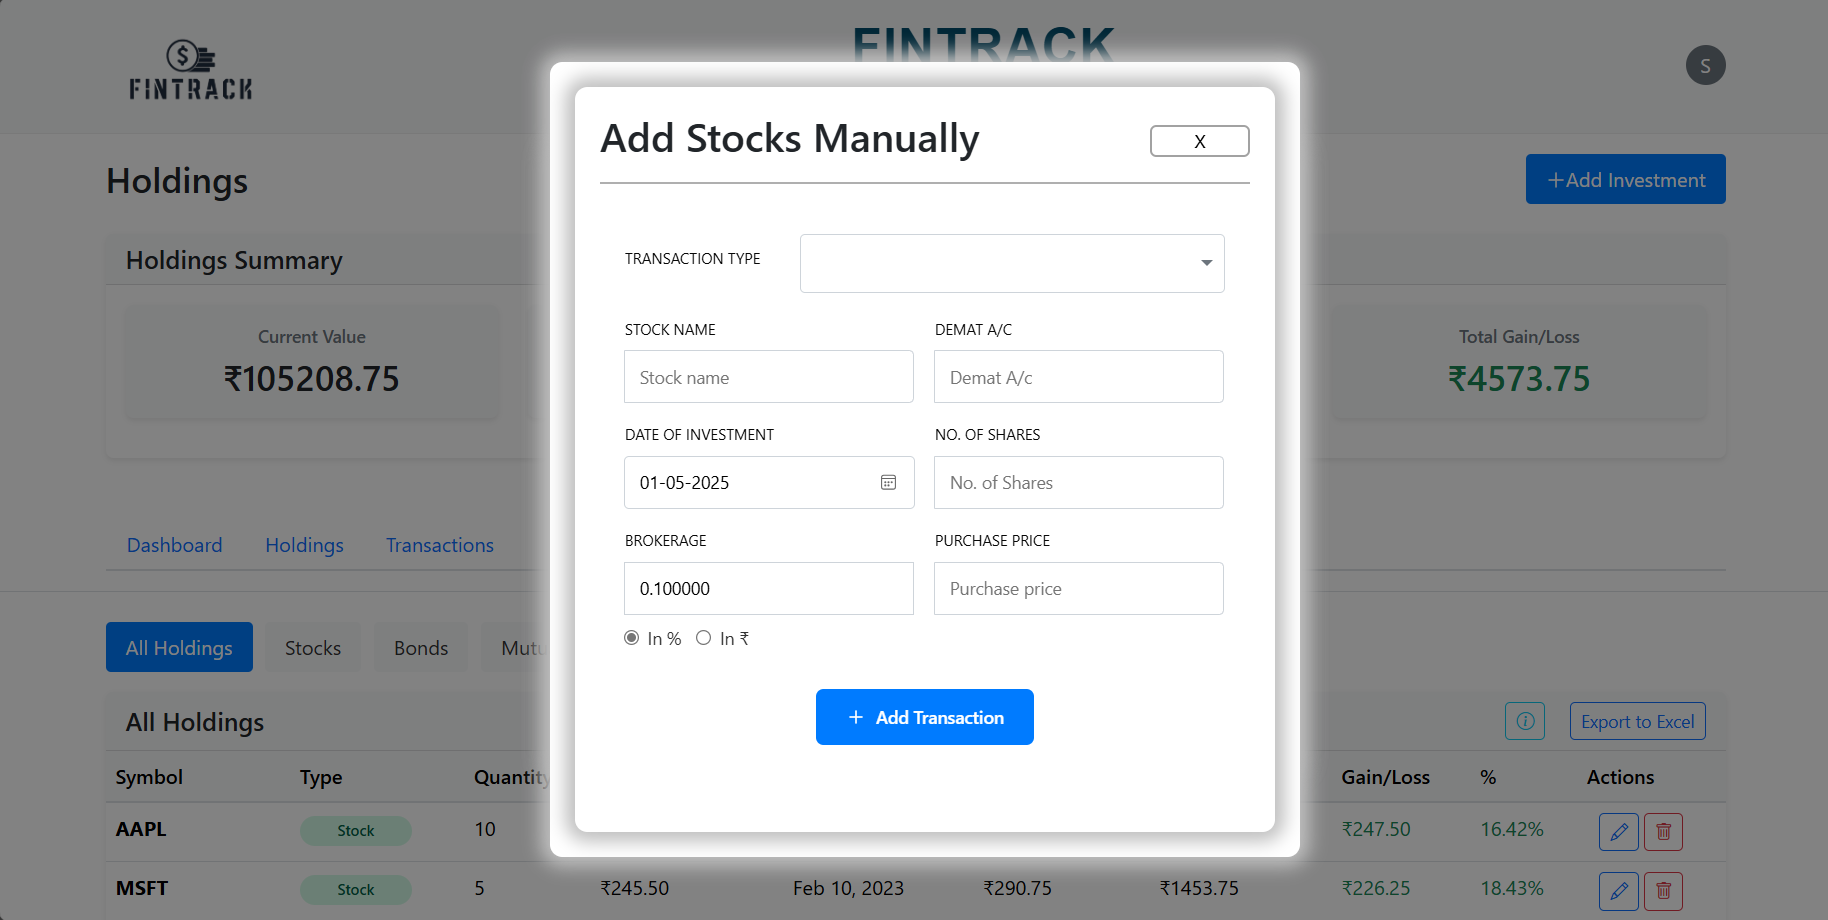 FINTRACK
FINTRACK
S
Holdings
+Add Investment
Holdings Summary
Current Value
₹105208.75
Total Gain/Loss
₹4573.75
Dashboard Holdings Transactions
All Holdings Stocks Bonds
All Holdings
Export to Excel
Symbol Type Quantity Gain/Loss % Actions
AAPL Stock 10 ₹247.50 16.42%
MSFT Stock 5 ₹245.50 Feb 10, 2023 ₹290.75 ₹1453.75 ₹226.25 18.43%
Add Stocks Manually
X
TRANSACTION TYPE
STOCK NAME DEMAT A/C
Stock name Demat A/c
DATE OF INVESTMENT NO. OF SHARES
01-05-2025 No. of Shares
BROKERAGE PURCHASE PRICE
0.100000 Purchase price
In % In ₹
+ Add Transaction